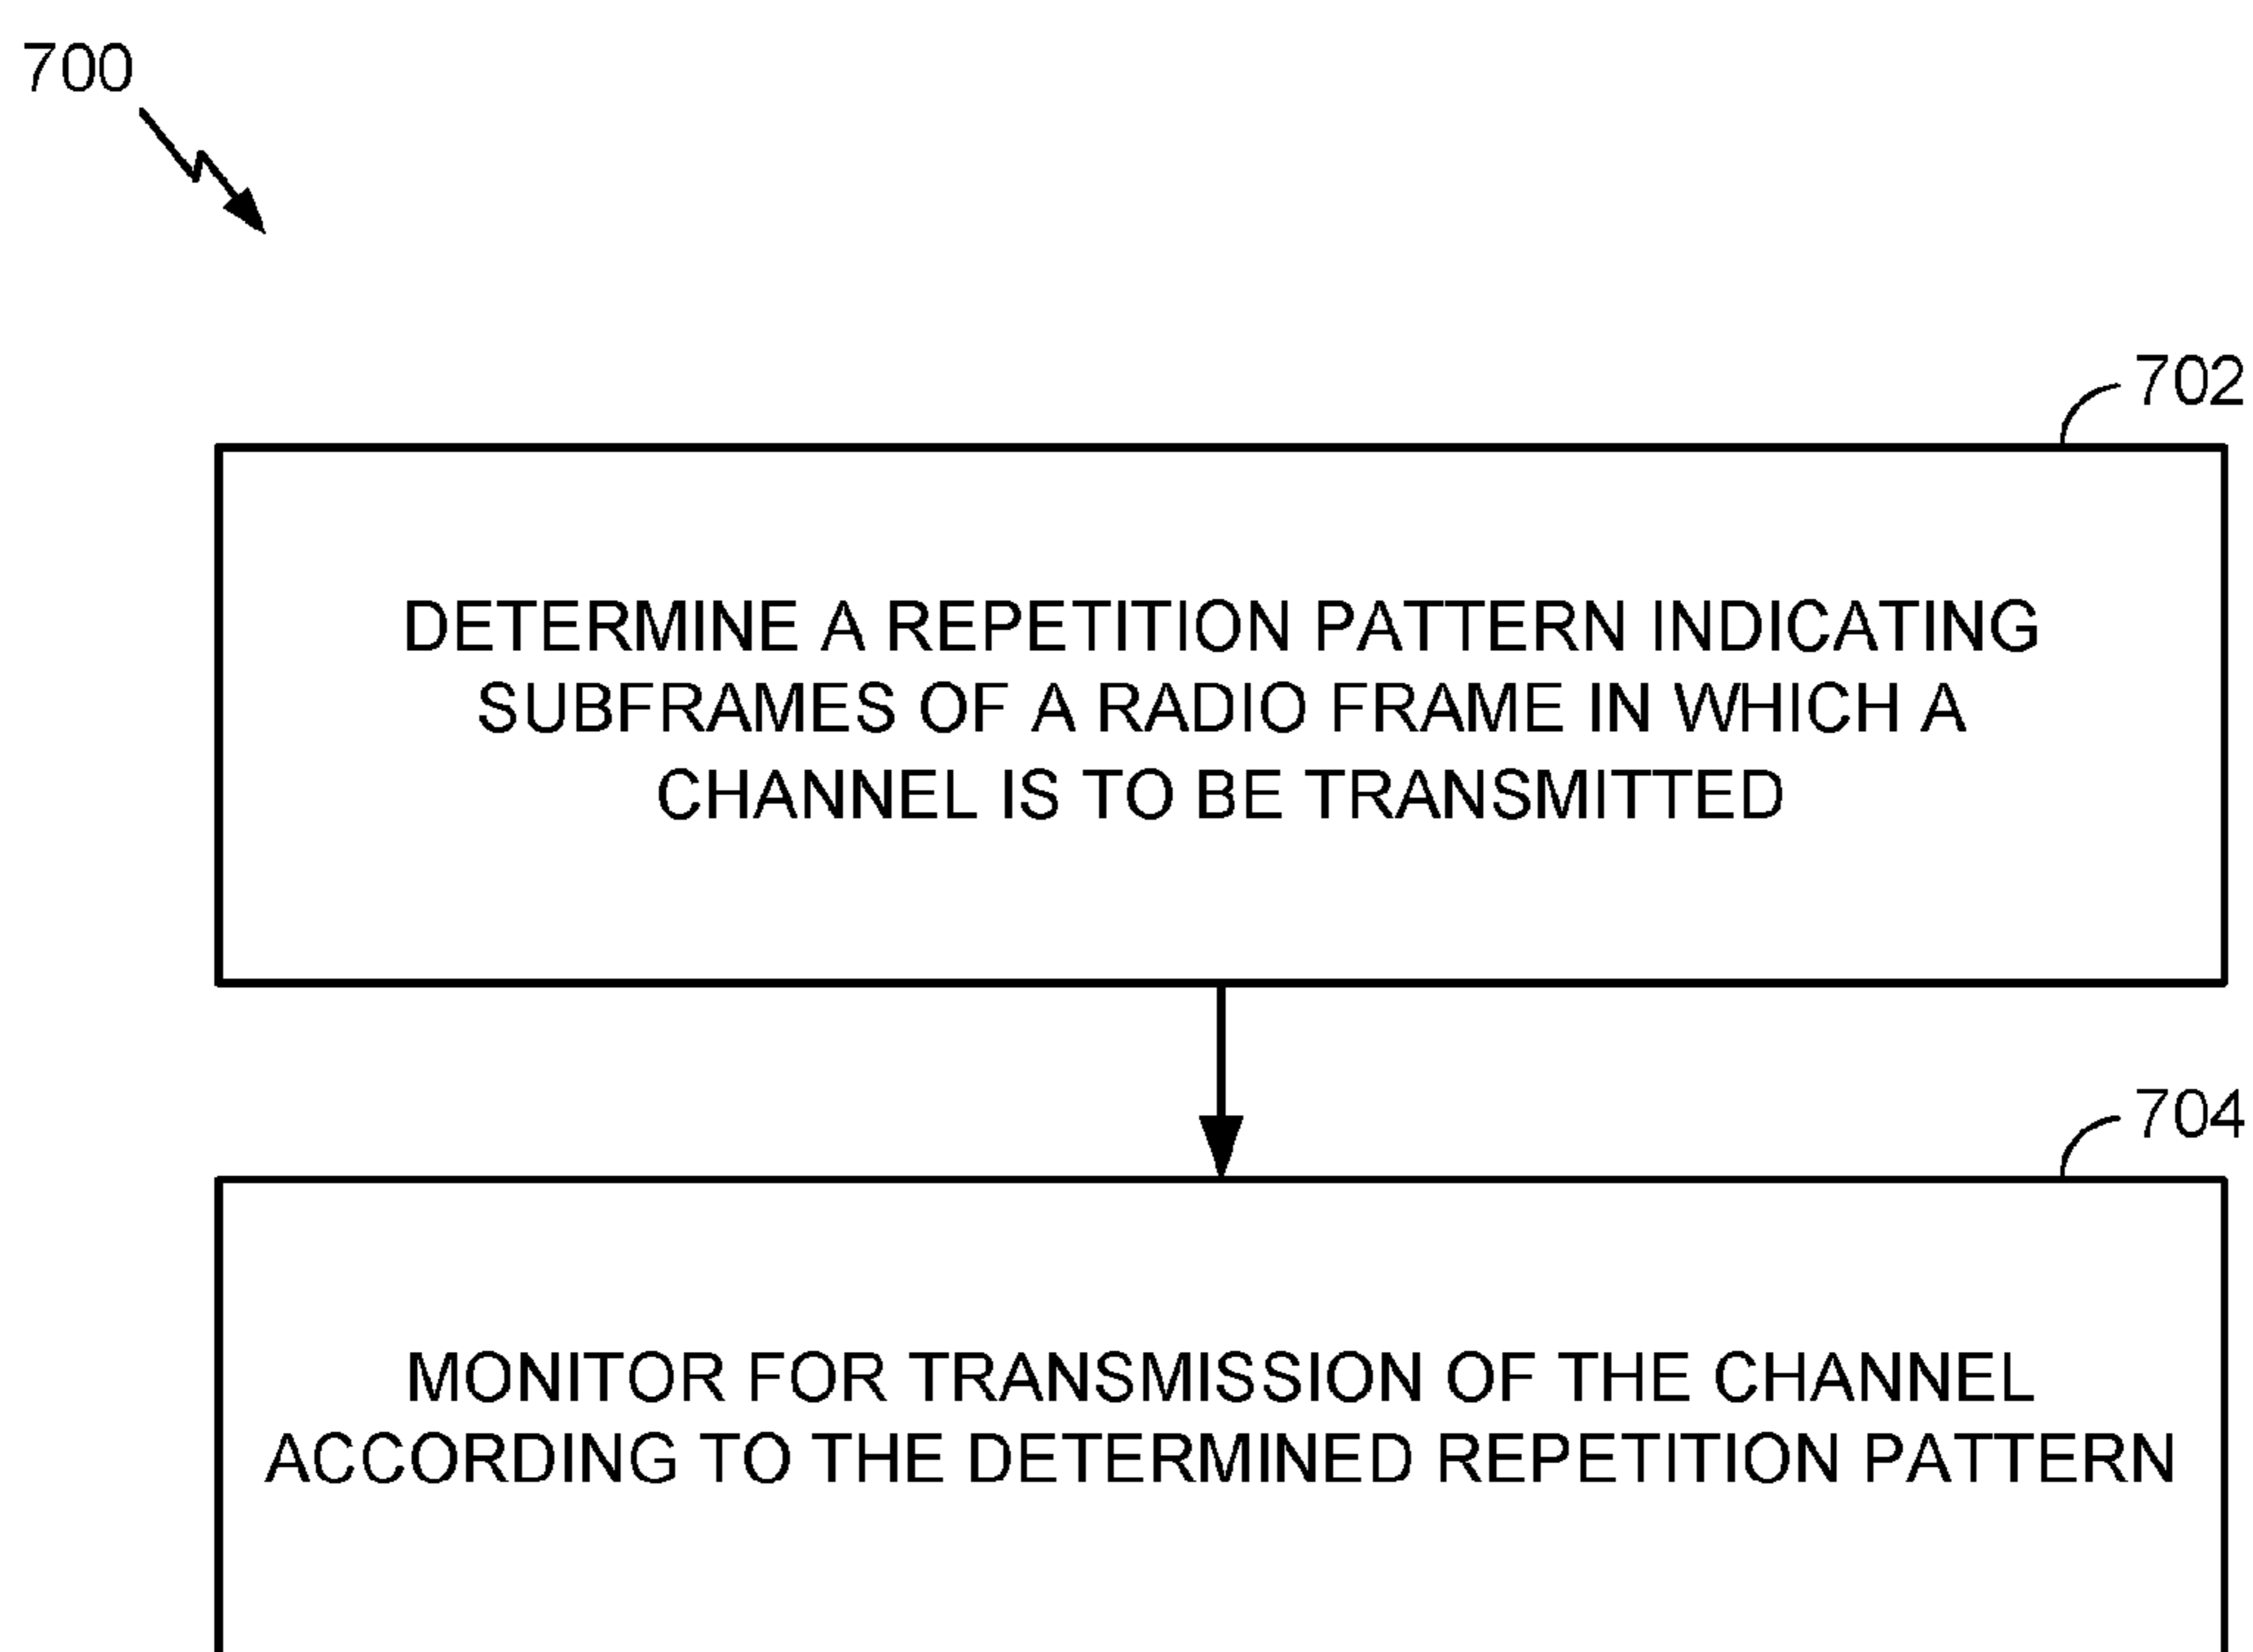 700
702
DETERMINE A REPETITION PATTERN INDICATING
SUBFRAMES OF A RADIO FRAME IN WHICH A
CHANNEL IS TO BE TRANSMITTED
704
MONITOR FOR TRANSMISSION OF THE CHANNEL
ACCORDING TO THE DETERMINED REPETITION PATTERN